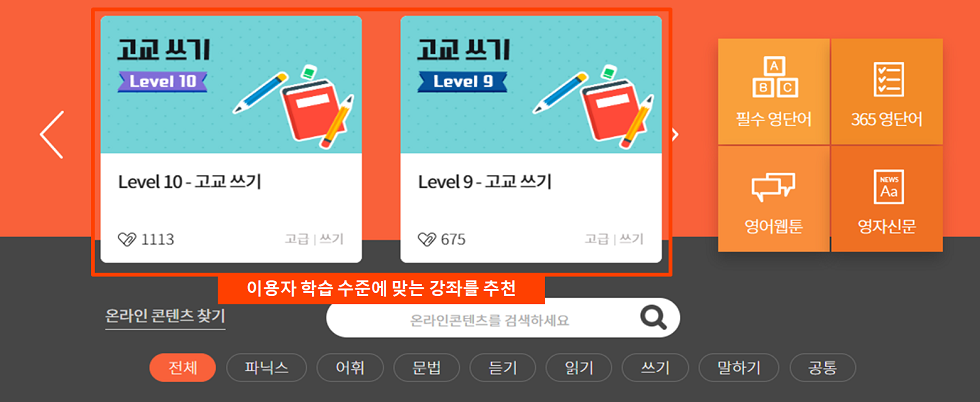 고교 쓰기
Level 10
Level 10 - 고교 쓰기
1113
고급 | 쓰기
고교 쓰기
Level 9
Level 9 - 고교 쓰기
675
고급 | 쓰기
A
B C
필수 영단어
365 영단어
영어웹툰
NEWS
Aa
영자신문
이용자 학습 수준에 맞는 강좌를 추천
온라인 콘텐츠 찾기
온라인콘텐츠를 검색하세요
전체
파닉스
어휘
문법
듣기
읽기
쓰기
말하기
공통